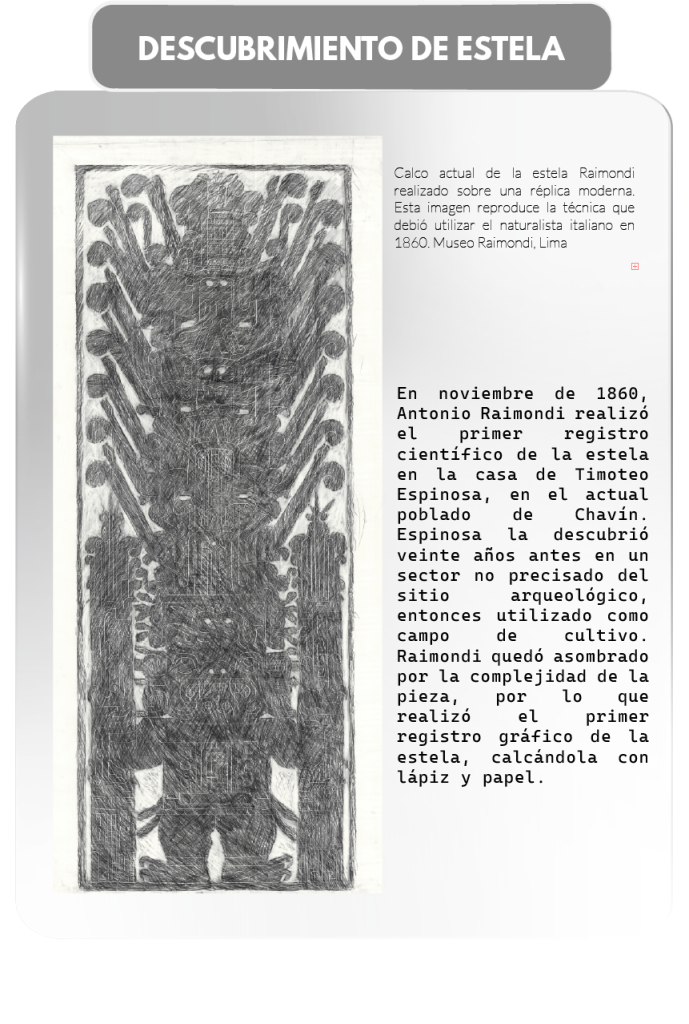 DESCUBRIMIENTO DE ESTELA
Calco actual de la estela Raimondi
realizado sobre una réplica moderna.
Esta imagen reproduce la técnica que
debió utilizar el naturalista italiano en
1860. Museo Raimondi, Lima
En noviembre de 1860,
Antonio Raimondi realizó
el primer registro
científico de la estela
en la casa de Timoteo
Espinosa, en el actual
poblado de Chavín.
Espinosa la descubrió
veinte años antes en un
sector no precisado del
sitio arqueológico,
entonces utilizado como
campo de cultivo.
Raimondi quedó asombrado
por la complejidad de la
pieza, por lo que
realizó el primer
registro gráfico de la
estela, calcándola con
lápiz y papel.